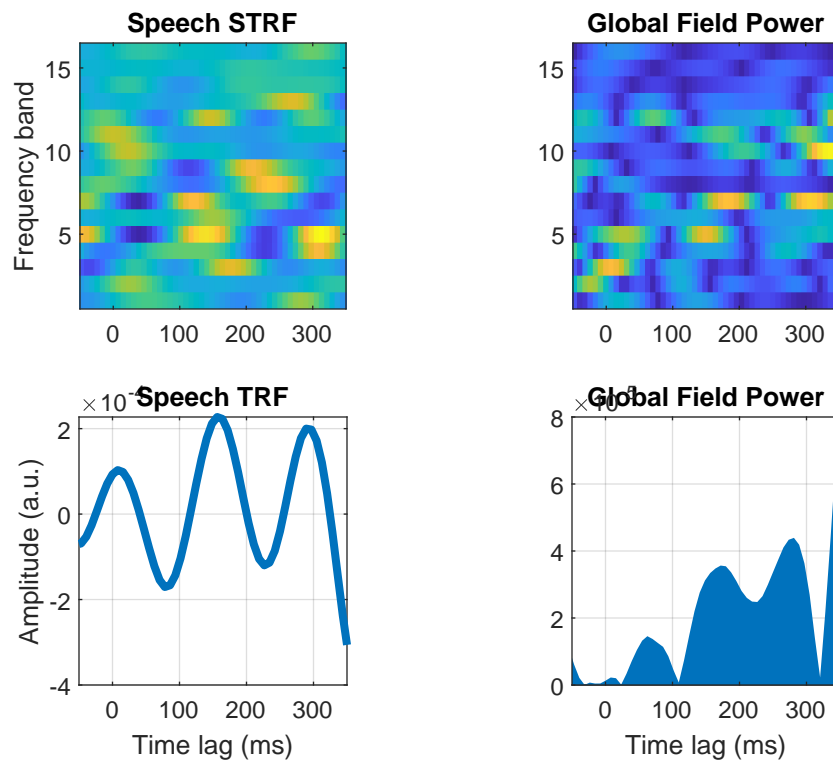 Speech STRF
Frequency band
15
10
5
0 100 200 300
Global Field Power
15
10
5
0 100 200 300
Speech TRF
× 10⁻⁴
Amplitude (a.u.)
2
0
-2
-4
0 100 200 300
Time lag (ms)
Global Field Power
8
6
4
2
0
0 100 200 300
Time lag (ms)